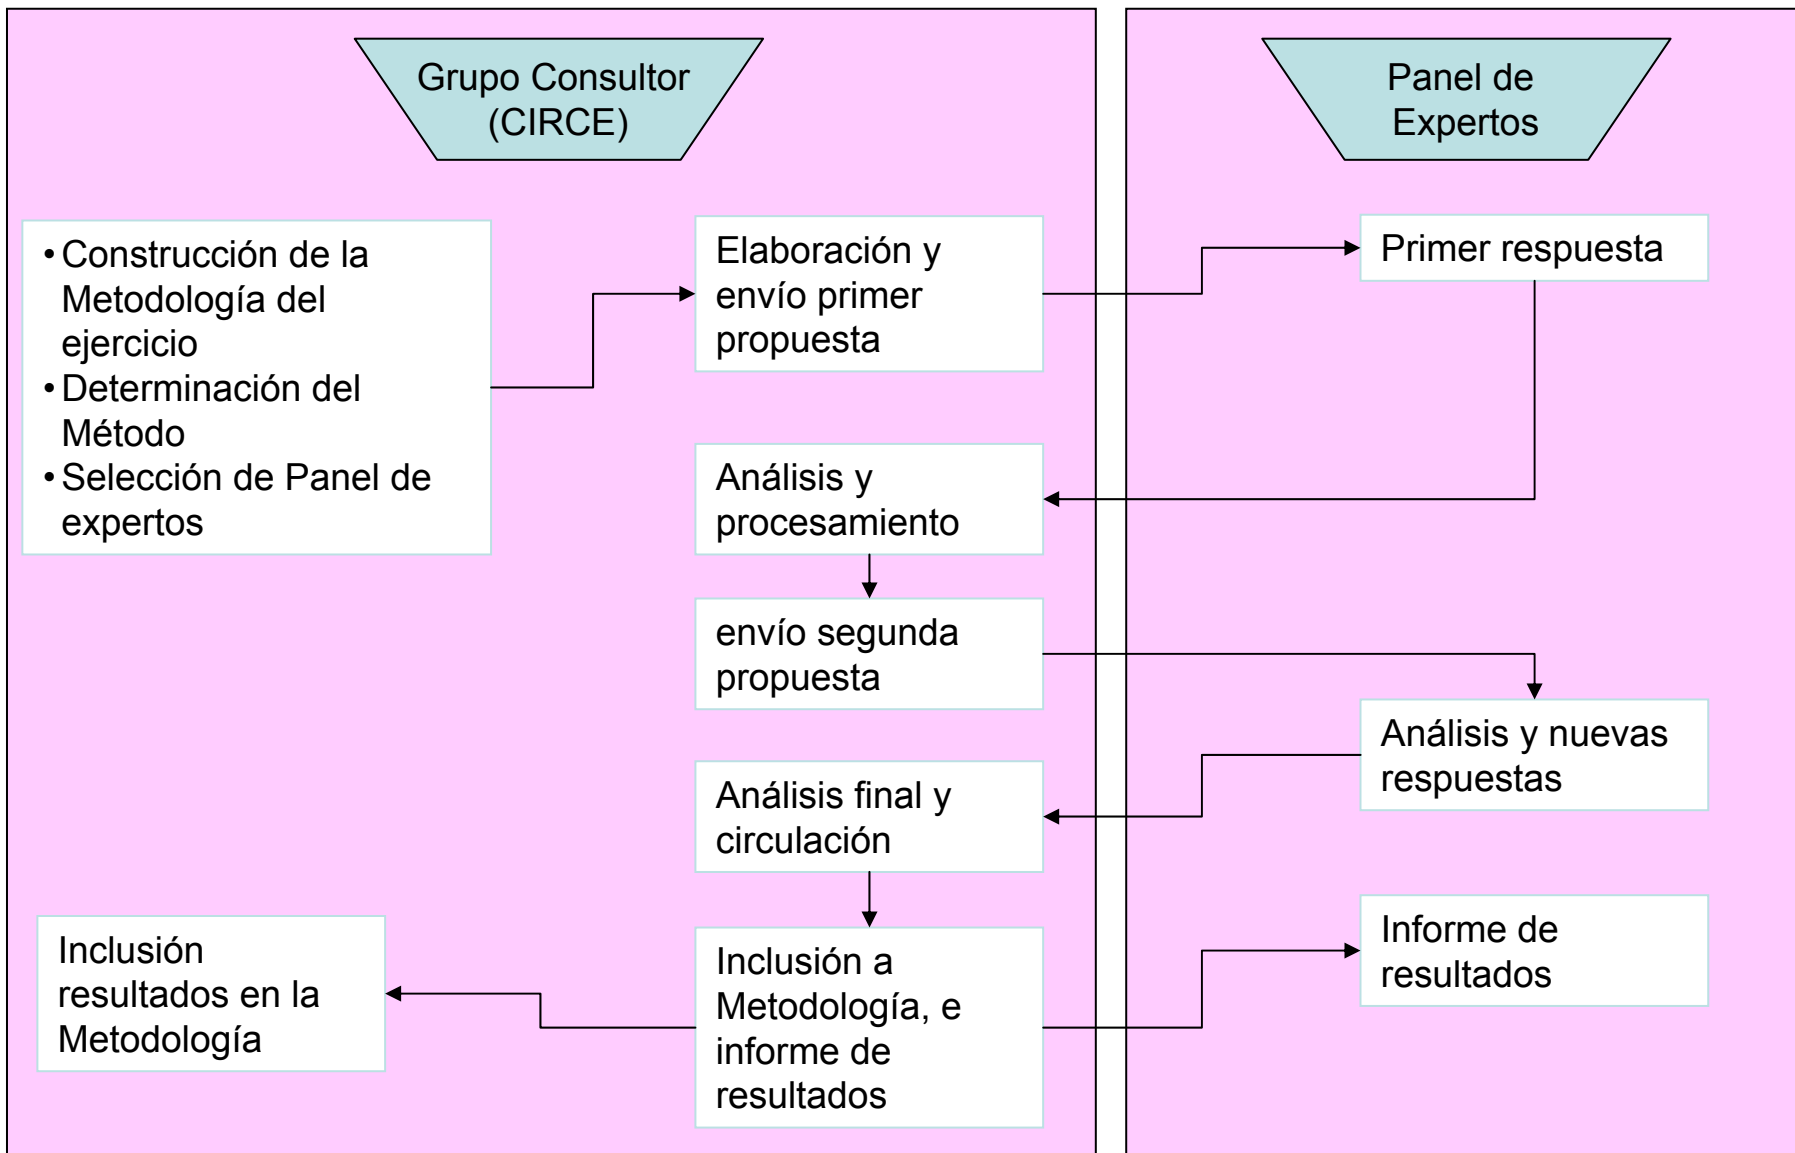 Grupo Consultor
(CIRCE)
Panel de
Expertos
• Construcción de la
Metodología del
ejercicio
• Determinación del
Método
• Selección de Panel de
expertos
Elaboración y
envío primer
propuesta
Primer respuesta
Análisis y
procesamiento
envío segunda
propuesta
Análisis y nuevas
respuestas
Análisis final y
circulación
Inclusión
resultados en la
Metodología
Inclusión a
Metodología, e
informe de
resultados
Informe de
resultados